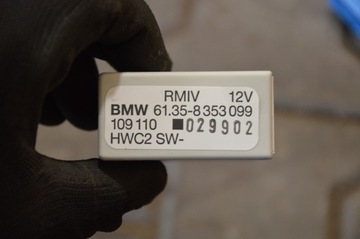 RMIV 12V
BMW 61.35-8 353 099
109 110 ■029902
HWC2 SW-